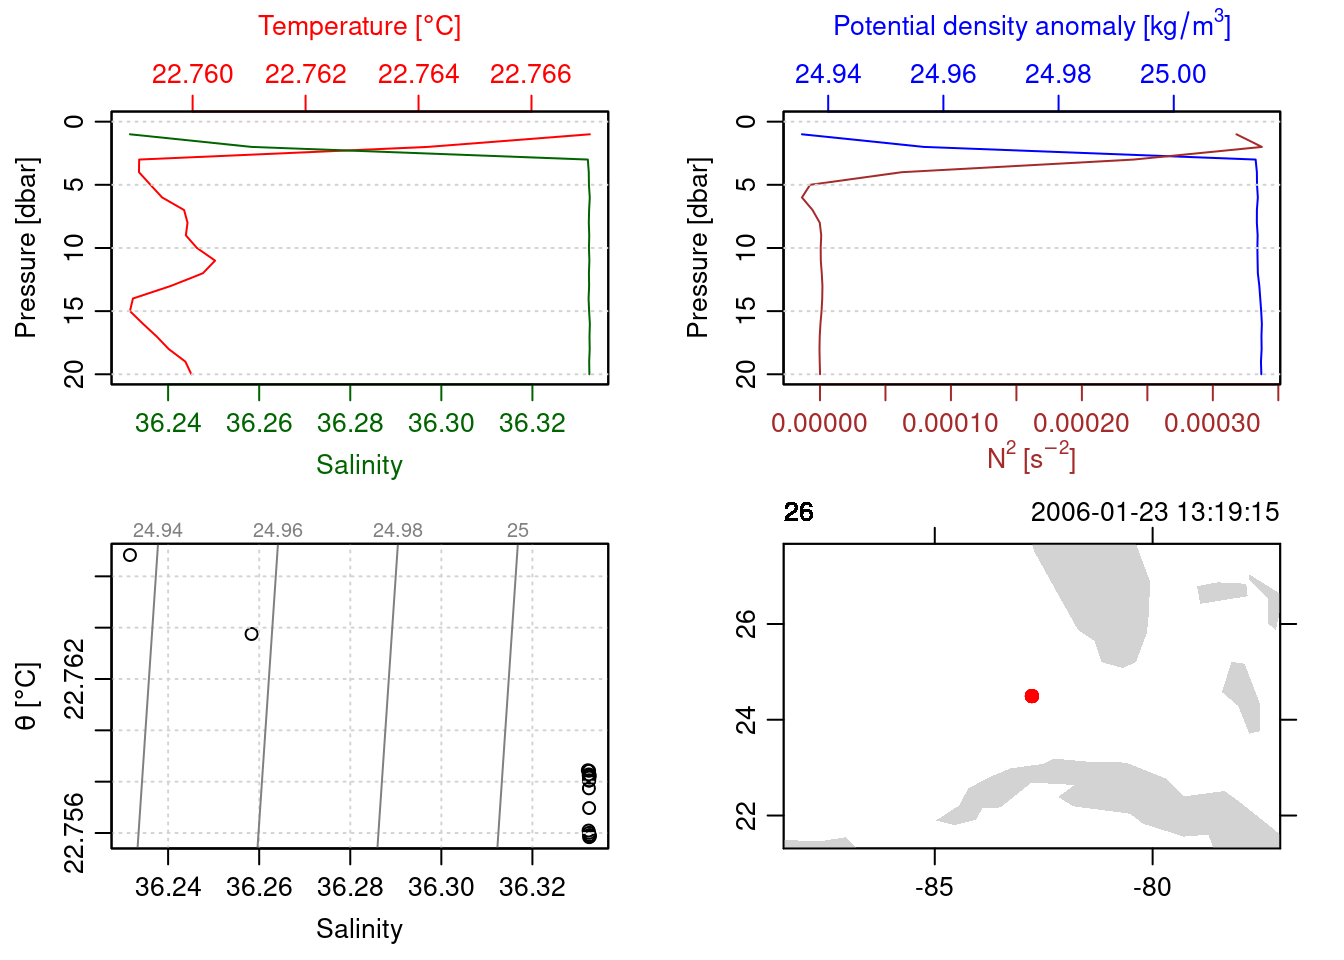 Temperature [°C]
22.760 22.762 22.764 22.766
Pressure [dbar]
0
5
10
15
20
36.24 36.26 36.28 36.30 36.32
Salinity
Potential density anomaly [kg/m³]
24.94 24.96 24.98 25.00
Pressure [dbar]
0
5
10
15
20
0.00000 0.00010 0.00020 0.00030
N² [s⁻²]
24.94 24.96 24.98 25
θ [°C]
22.762
22.756
36.24 36.26 36.28 36.30 36.32
Salinity
26 2006-01-23 13:19:15
26
24
22
-85 -80